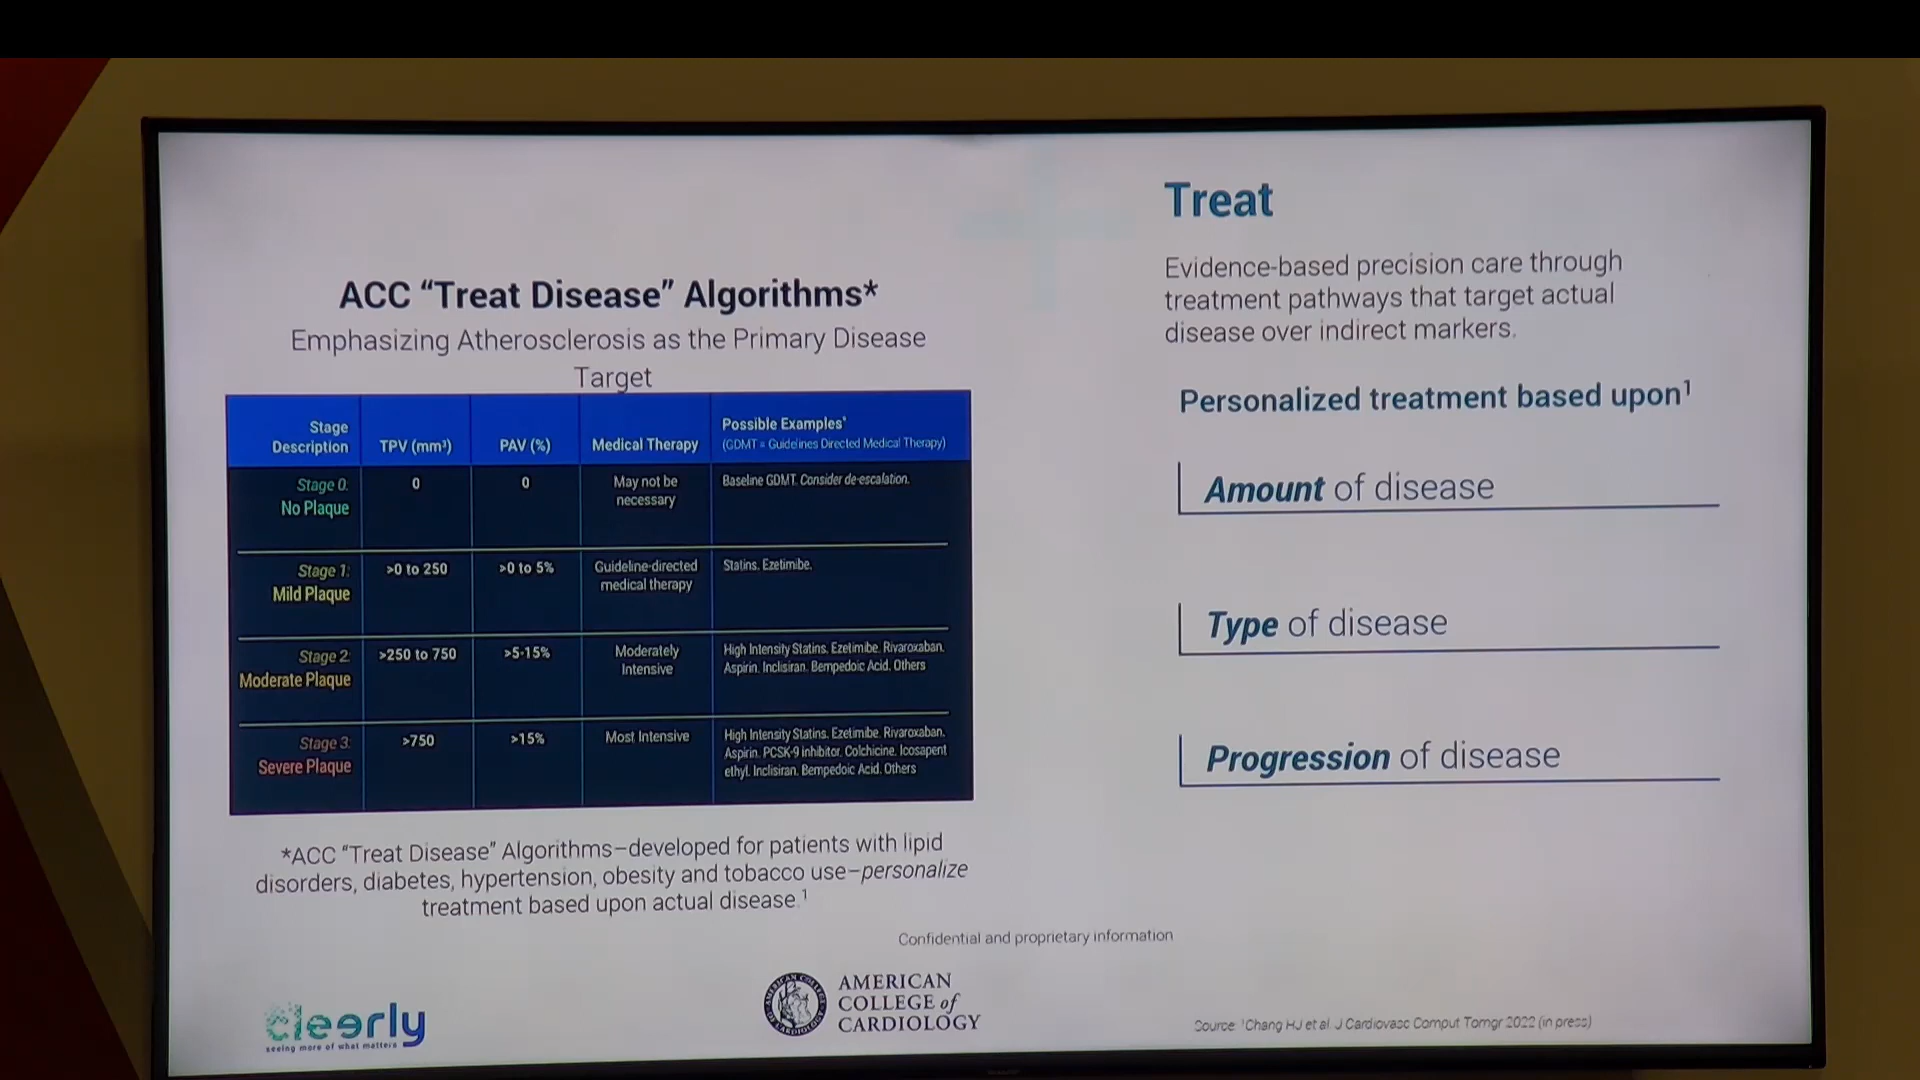 ACC “Treat Disease” Algorithms*
Emphasizing Atherosclerosis as the Primary Disease
Target
Stage
Description
TPV (mm³)
PAV (%)
Medical Therapy
Possible Examples*
(GDMT = Guidelines Directed Medical Therapy)
Stage 0:
No Plaque
0
0
May not be
necessary
Baseline GDMT. Consider de-escalation.
Stage 1:
Mild Plaque
>0 to 250
>0 to 5%
Guideline-directed
medical therapy
Statins. Ezetimibe.
Stage 2:
Moderate Plaque
>250 to 750
>5-15%
Moderately
Intensive
High Intensity Statins. Ezetimibe. Rivaroxaban.
Aspirin. Inclisiran. Bempedoic Acid. Others
Stage 3:
Severe Plaque
>750
>15%
Most Intensive
High Intensity Statins. Ezetimibe. Rivaroxaban.
Aspirin. PCSK-9 inhibitor. Colchicine. Icosapent
ethyl. Inclisiran. Bempedoic Acid. Others
*ACC “Treat Disease” Algorithms–developed for patients with lipid
disorders, diabetes, hypertension, obesity and tobacco use–personalize
treatment based upon actual disease.¹
Treat
Evidence-based precision care through
treatment pathways that target actual
disease over indirect markers.
Personalized treatment based upon¹
Amount of disease
Type of disease
Progression of disease
Confidential and proprietary information
cleerly
seeing more of what matters
AMERICAN
COLLEGE of
CARDIOLOGY
Source: ¹Chang HJ et al. J Cardiovasc Comput Tomgr 2022 (in press)